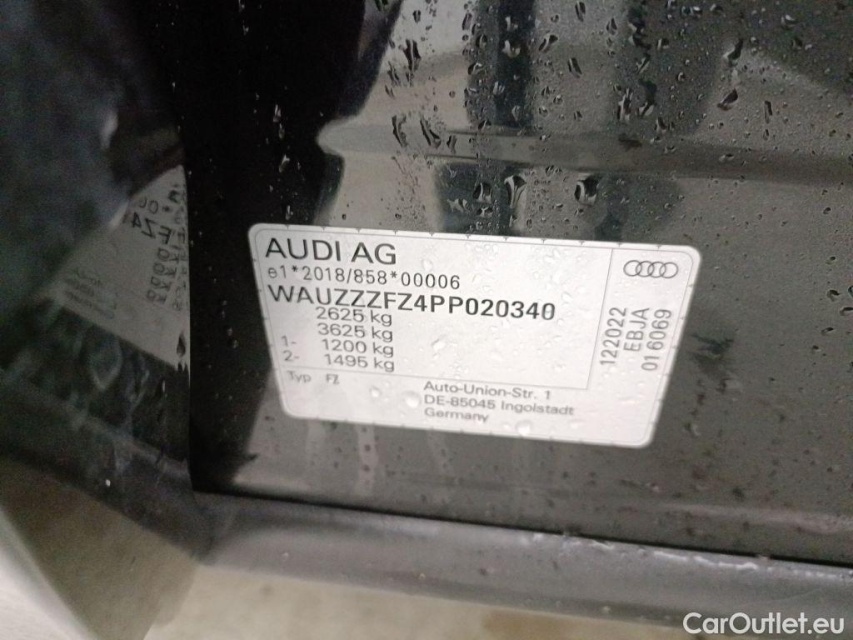 AUDI AG
e1*2018/858*00006
WAUZZZFZ4PP020340
2625 kg
3625 kg
1- 1200 kg
2- 1495 kg
Typ FZ
Auto-Union-Str. 1
DE-85045 Ingolstadt
Germany
122022
EBJA
016069
CarOutlet.eu